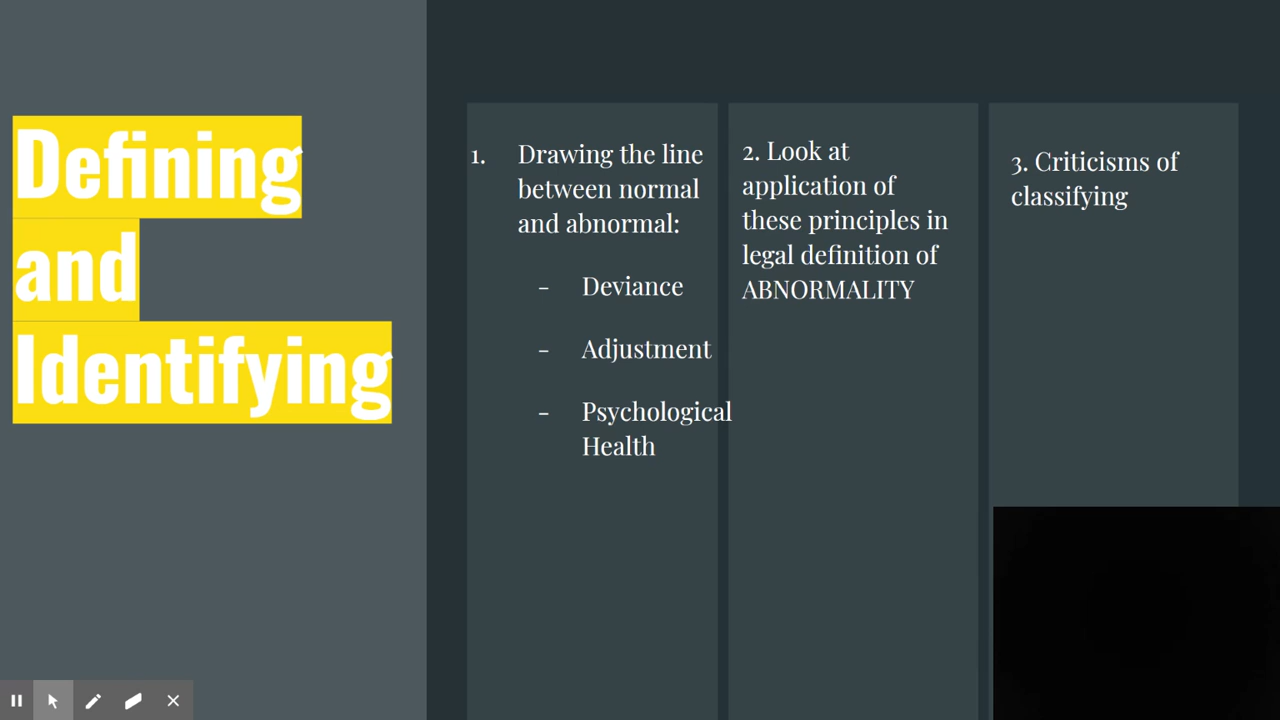 Defining
and
Identifying
1. Drawing the line
between normal
and abnormal:
- Deviance
- Adjustment
- Psychological
Health
2. Look at
application of
these principles in
legal definition of
ABNORMALITY
3. Criticisms of
classifying